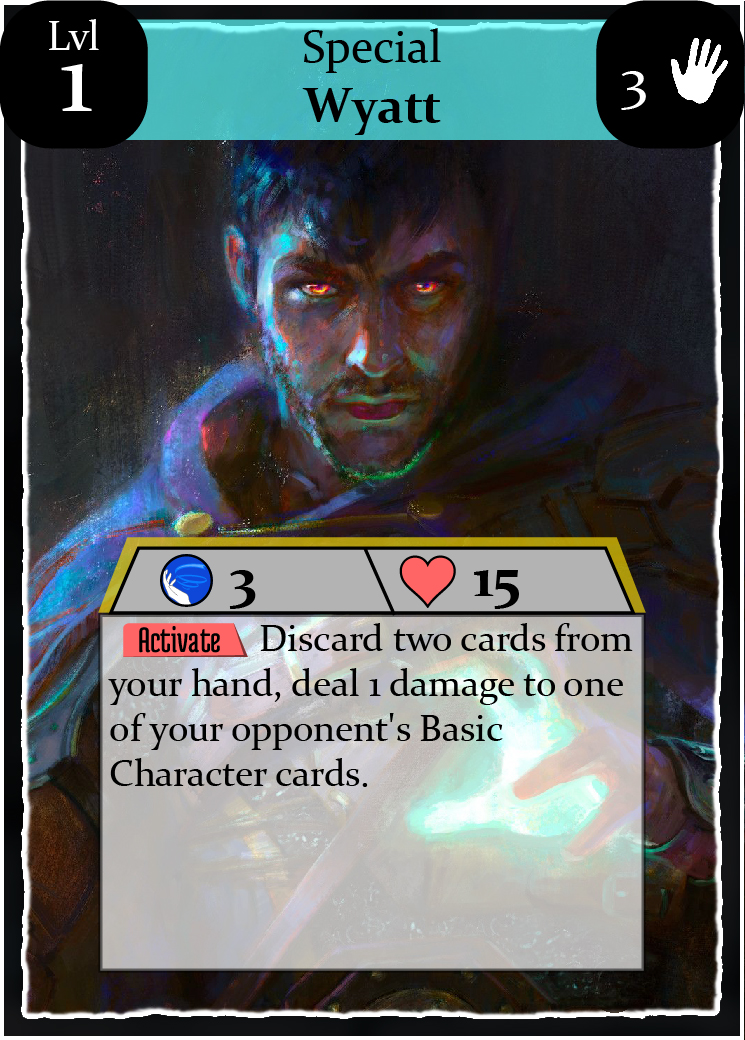 Lvl
1
Special
Wyatt
3
3
15
Activate Discard two cards from
your hand, deal 1 damage to one
of your opponent's Basic
Character cards.